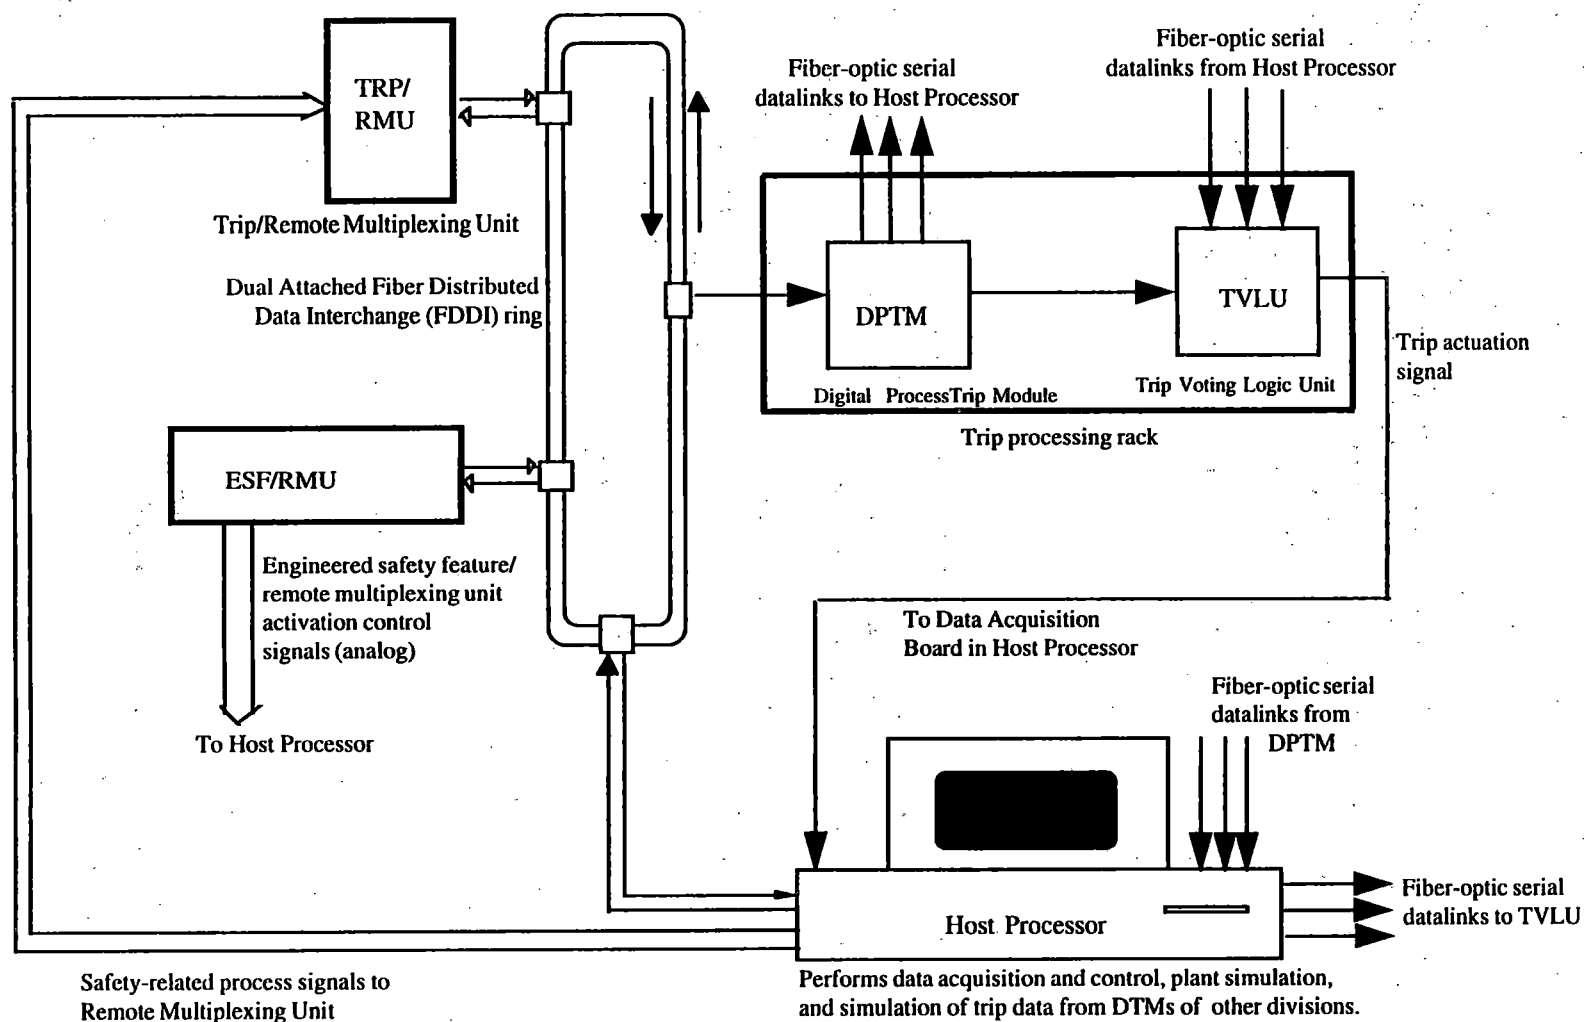 TRP/
RMU
Trip/Remote Multiplexing Unit
Dual Attached Fiber Distributed
Data Interchange (FDDI) ring
Fiber-optic serial
datalinks to Host Processor
Fiber-optic serial
datalinks from Host Processor
DPTM
Digital ProcessTrip Module
TVLU
Trip Voting Logic Unit
Trip processing rack
Trip actuation
signal
ESF/RMU
Engineered safety feature/
remote multiplexing unit
activation control
signals (analog)
To Host Processor
To Data Acquisition
Board in Host Processor
Fiber-optic serial
datalinks from
DPTM
Host Processor
Fiber-optic serial
datalinks to TVLU
Safety-related process signals to
Remote Multiplexing Unit
Performs data acquisition and control, plant simulation,
and simulation of trip data from DTMs of other divisions.